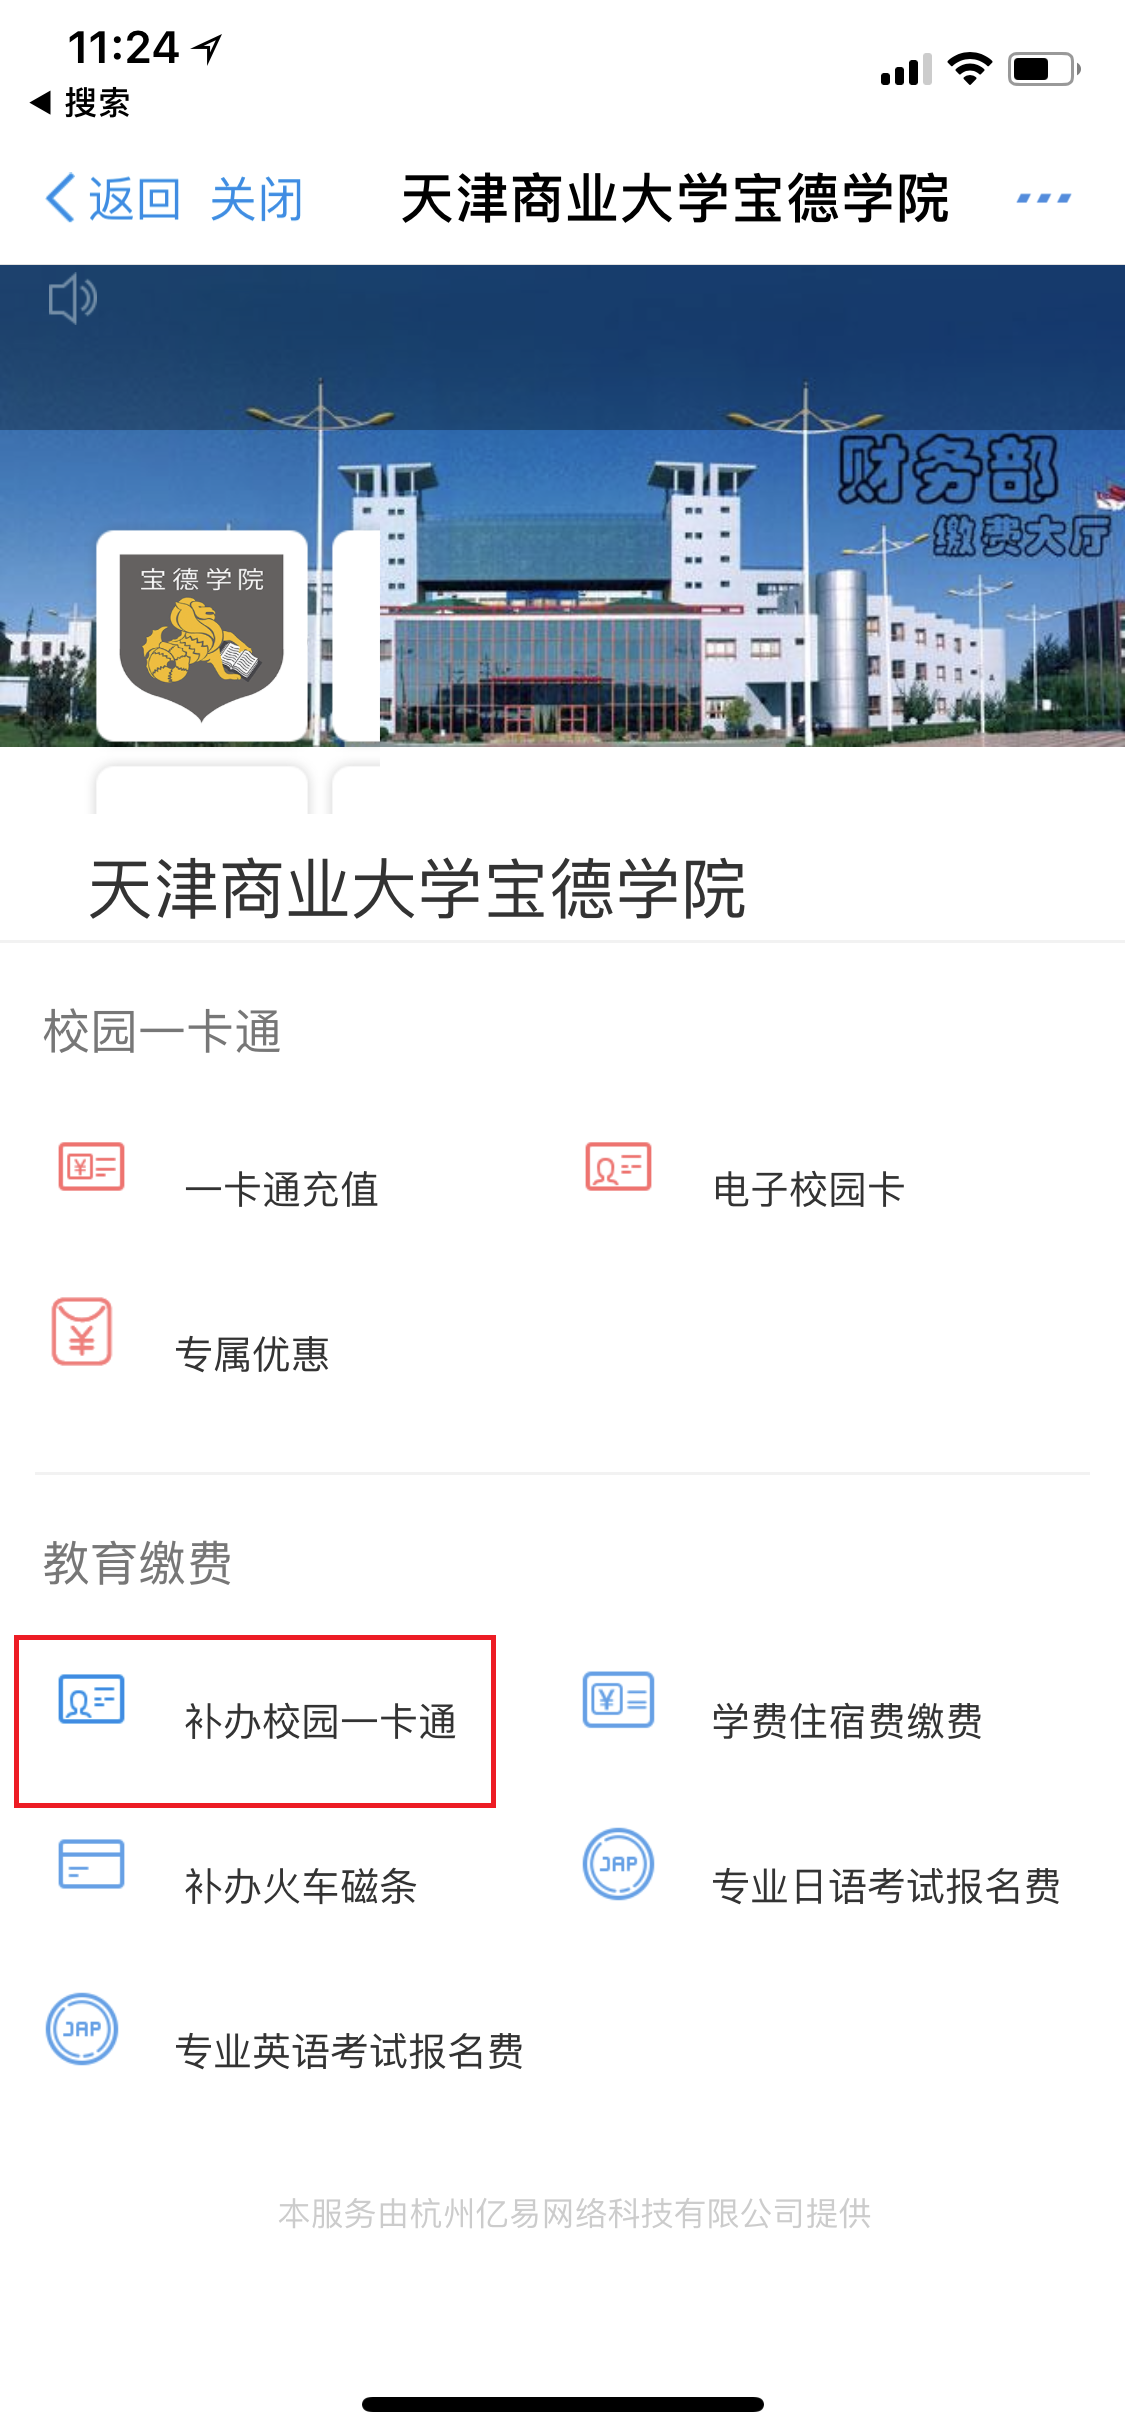 11:24
搜索
返回 关闭 天津商业大学宝德学院
财务部
缴费大厅
宝德学院
天津商业大学宝德学院
校园一卡通
一卡通充值 电子校园卡
专属优惠
教育缴费
补办校园一卡通 学费住宿费缴费
补办火车磁条 JAP 专业日语考试报名费
JAP 专业英语考试报名费
本服务由杭州亿易网络科技有限公司提供